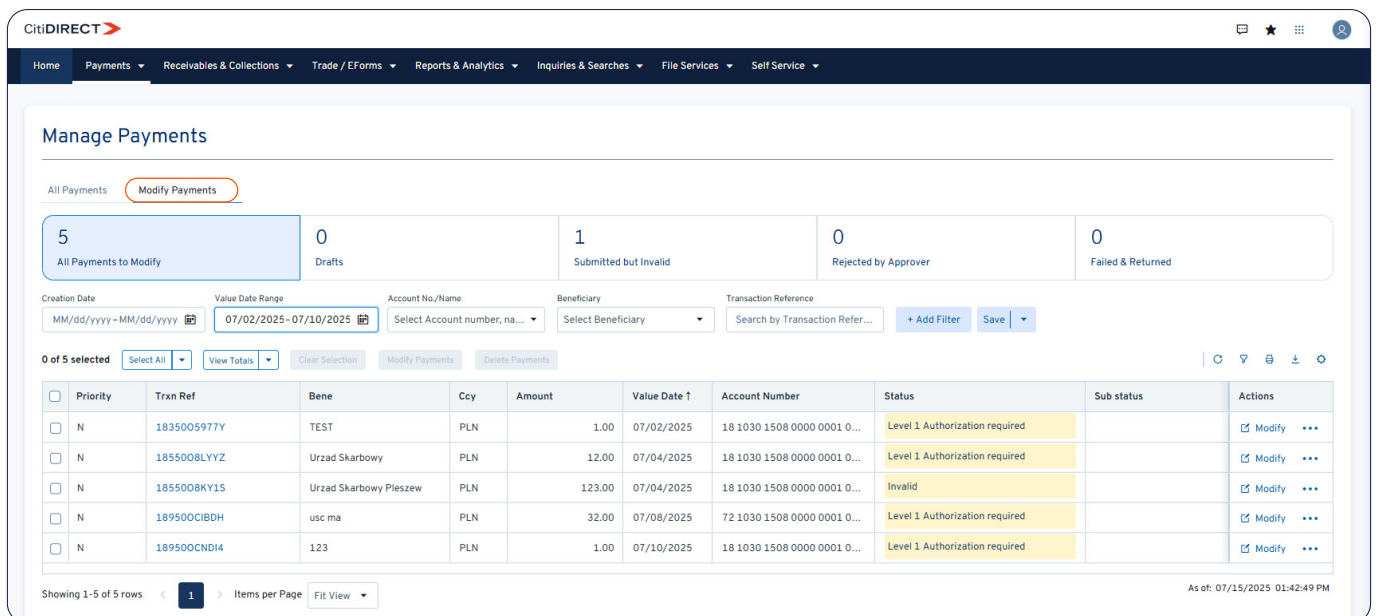 CitiDIRECT
Home Payments Receivables & Collections Trade / EForms Reports & Analytics Inquiries & Searches File Services Self Service
Manage Payments
All Payments Modify Payments
5 0 1 0 0
All Payments to Modify Drafts Submitted but Invalid Rejected by Approver Failed & Returned
Creation Date Value Date Range Account No./Name Beneficiary Transaction Reference
MM/dd/yyyy – MM/dd/yyyy 07/02/2025–07/10/2025 Select Account number, na... Select Beneficiary Search by Transaction Refer... + Add Filter Save
0 of 5 selected Select All View Totals Clear Selection Modify Payments Delete Payments
Priority Trxn Ref Bene Ccy Amount Value Date ↑ Account Number Status Sub status Actions
N 18350O5977Y TEST PLN 1.00 07/02/2025 18 1030 1508 0000 0001 0... Level 1 Authorization required Modify
N 18550O8LYYZ Urzad Skarbowy PLN 12.00 07/04/2025 18 1030 1508 0000 0001 0... Level 1 Authorization required Modify
N 18550O8KY1S Urzad Skarbowy Pleszew PLN 123.00 07/04/2025 18 1030 1508 0000 0001 0... Invalid Modify
N 18950OCIBDH usc ma PLN 32.00 07/08/2025 72 1030 1508 0000 0001 0... Level 1 Authorization required Modify
N 18950OCNDI4 123 PLN 1.00 07/10/2025 18 1030 1508 0000 0001 0... Level 1 Authorization required Modify
Showing 1-5 of 5 rows 1 Items per Page Fit View As of: 07/15/2025 01:42:49 PM